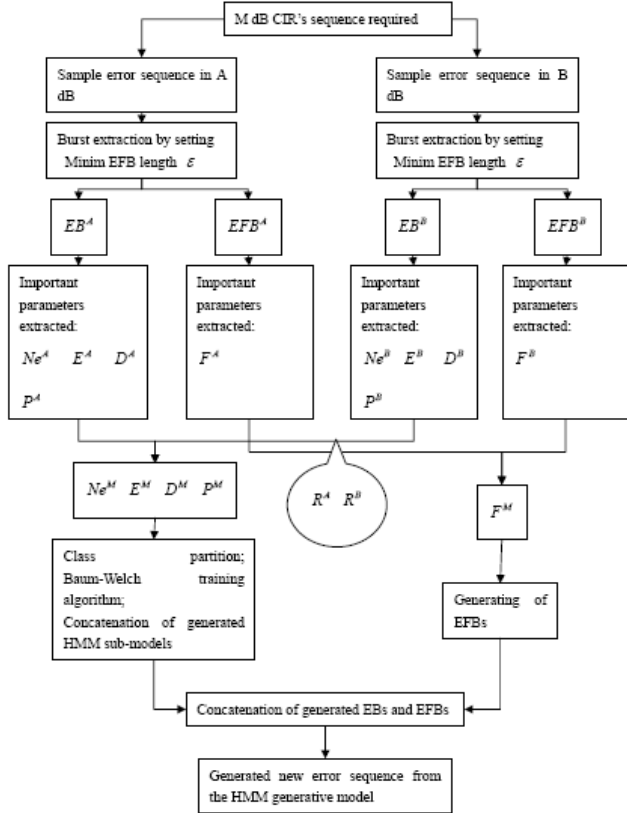 M dB CIR's sequence required
Sample error sequence in A
dB
Sample error sequence in B
dB
Burst extraction by setting
Minim EFB length ε
Burst extraction by setting
Minim EFB length ε
EB^A
EFB^A
EB^B
EFB^B
Important
parameters
extracted:
Ne^A E^A D^A
P^A
Important
parameters
extracted:
F^A
Important
parameters
extracted:
Ne^B E^B D^B
P^B
Important
parameters
extracted:
F^B
Ne^M E^M D^M P^M
R^A R^B
F^M
Class partition;
Baum-Welch training
algorithm;
Concatenation of generated
HMM sub-models
Generating of
EFBs
Concatenation of generated EBs and EFBs
Generated new error sequence from
the HMM generative model